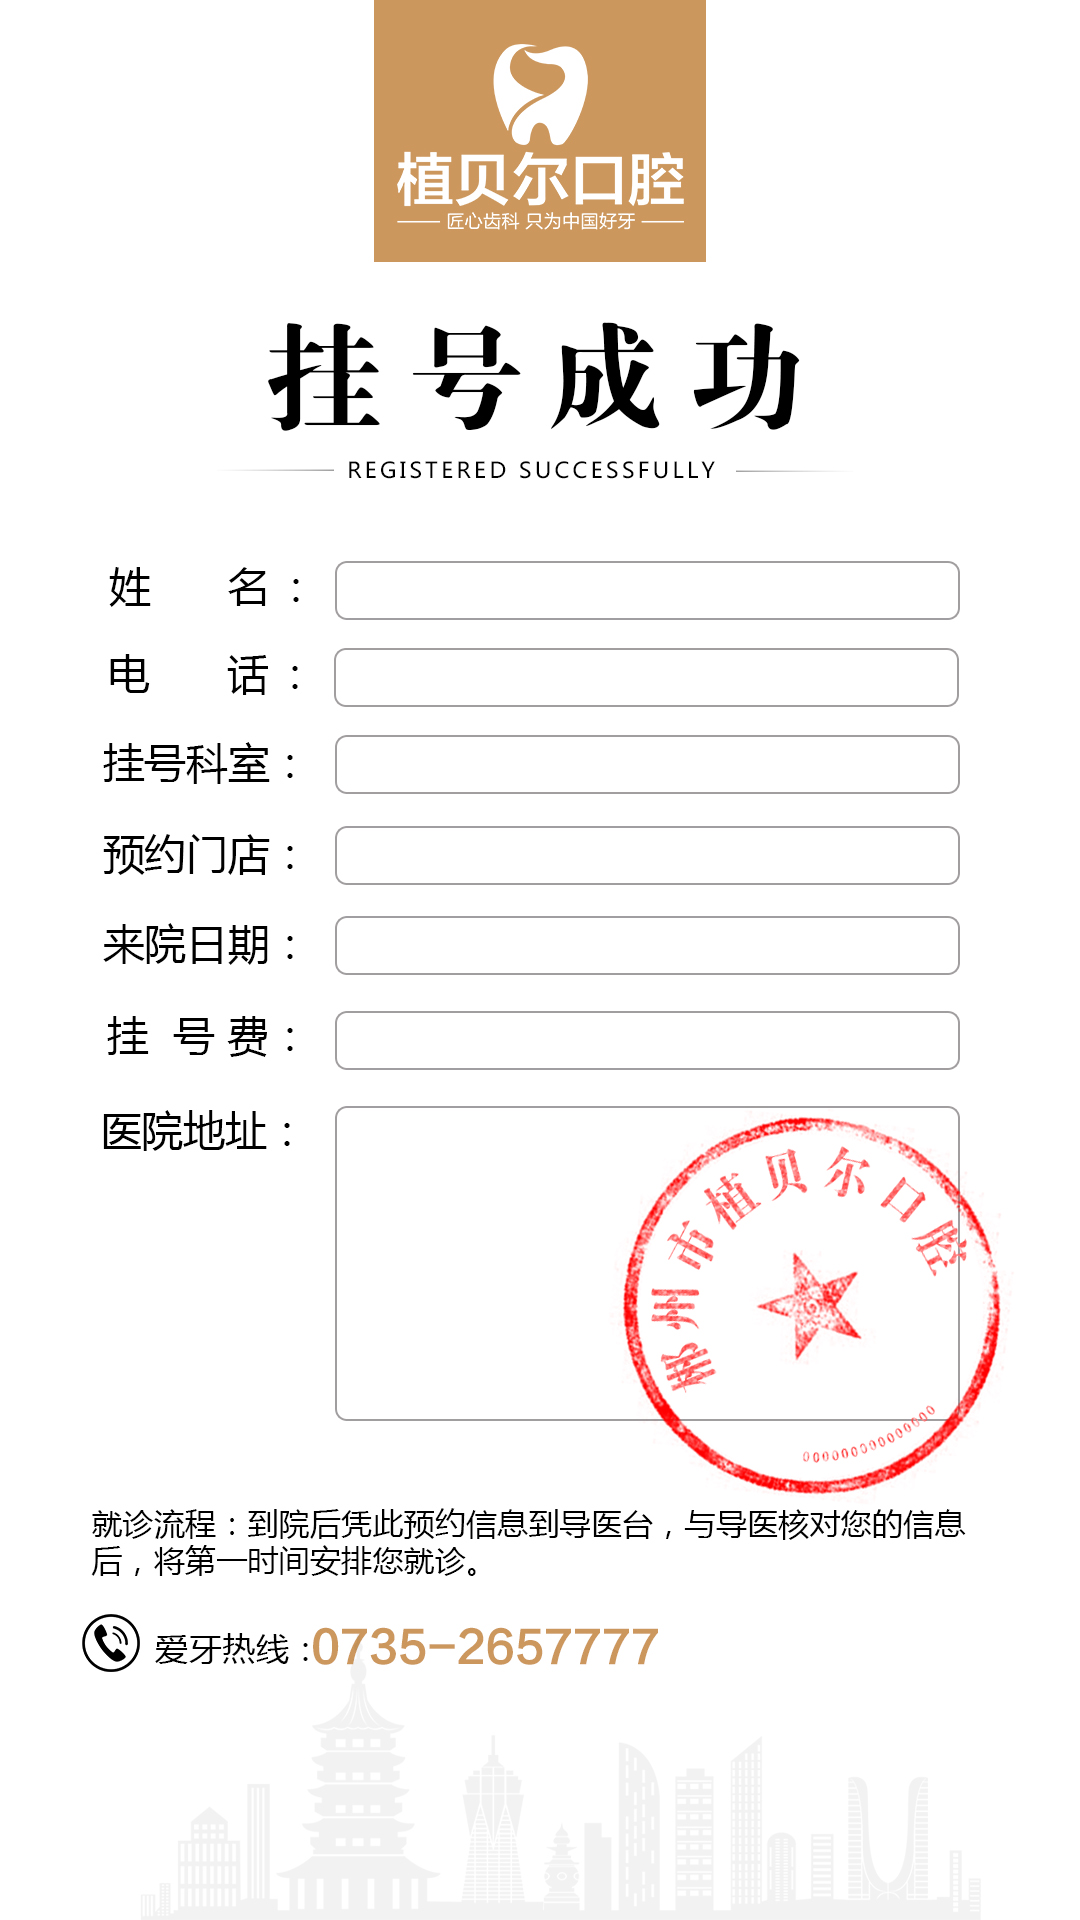 植贝尔口腔
匠心齿科 只为中国好牙
挂号成功
REGISTERED SUCCESSFULLY
姓 名：
电 话：
挂号科室：
预约门店：
来院日期：
挂 号 费：
医院地址：
郴州市植贝尔口腔
就诊流程：到院后凭此预约信息到导医台，与导医核对您的信息
后，将第一时间安排您就诊。
爱牙热线：0735-2657777